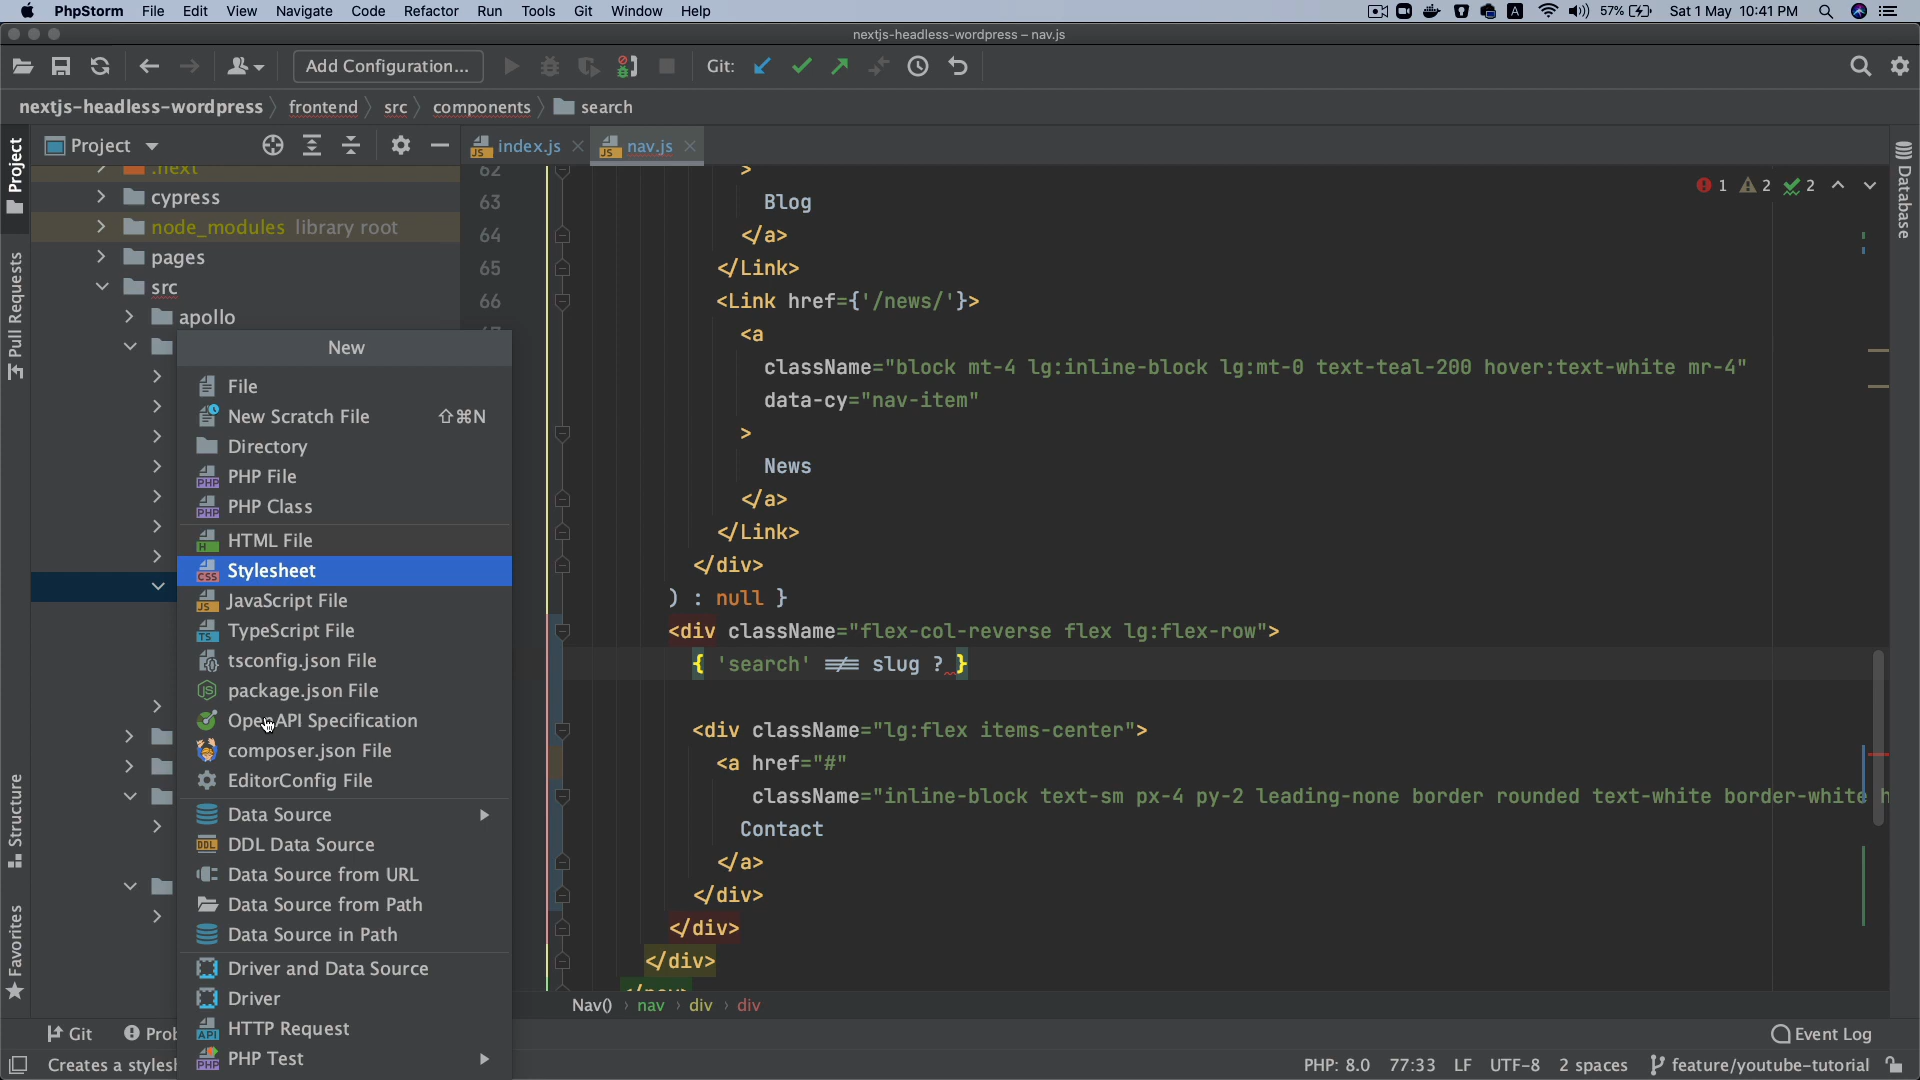 PhpStorm File Edit View Navigate Code Refactor Run Tools Git Window Help A 57% Sat 1 May 10:41 PM
nextjs-headless-wordpress – nav.js
Add Configuration... Git:
nextjs-headless-wordpress frontend src components search
Project index.js nav.js
Project
Pull Requests
Structure
Favorites
Database
.next
cypress
node_modules library root
pages
src
apollo
New
File
New Scratch File ⇧⌘N
Directory
PHP File
PHP Class
HTML File
Stylesheet
JavaScript File
TypeScript File
tsconfig.json File
package.json File
OpenAPI Specification
composer.json File
EditorConfig File
Data Source
DDL Data Source
Data Source from URL
Data Source from Path
Data Source in Path
Driver and Data Source
Driver
HTTP Request
PHP Test
1 2 2
62 >
63 Blog
64 </a>
65 </Link>
66 <Link href={'/news/'}>
<a
className="block mt-4 lg:inline-block lg:mt-0 text-teal-200 hover:text-white mr-4"
data-cy="nav-item"
>
News
</a>
</Link>
</div>
) : null }
<div className="flex-col-reverse flex lg:flex-row">
{ 'search' !== slug ? }
<div className="lg:flex items-center">
<a href="#"
className="inline-block text-sm px-4 py-2 leading-none border rounded text-white border-white h
Contact
</a>
</div>
</div>
</div>
</nav>
Nav() › nav › div › div
Git Prob Event Log
Creates a stylesh PHP: 8.0 77:33 LF UTF-8 2 spaces feature/youtube-tutorial